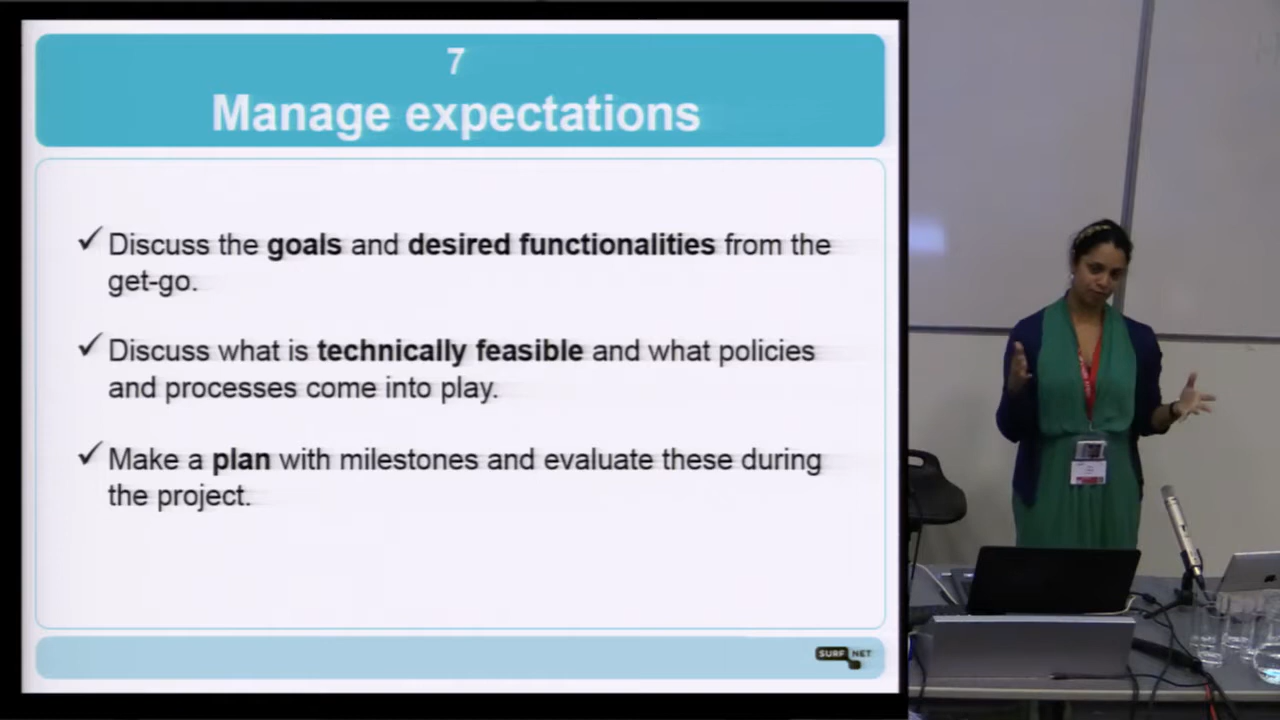 7
Manage expectations
✓ Discuss the goals and desired functionalities from the
get-go.
✓ Discuss what is technically feasible and what policies
and processes come into play.
✓ Make a plan with milestones and evaluate these during
the project.
SURF NET